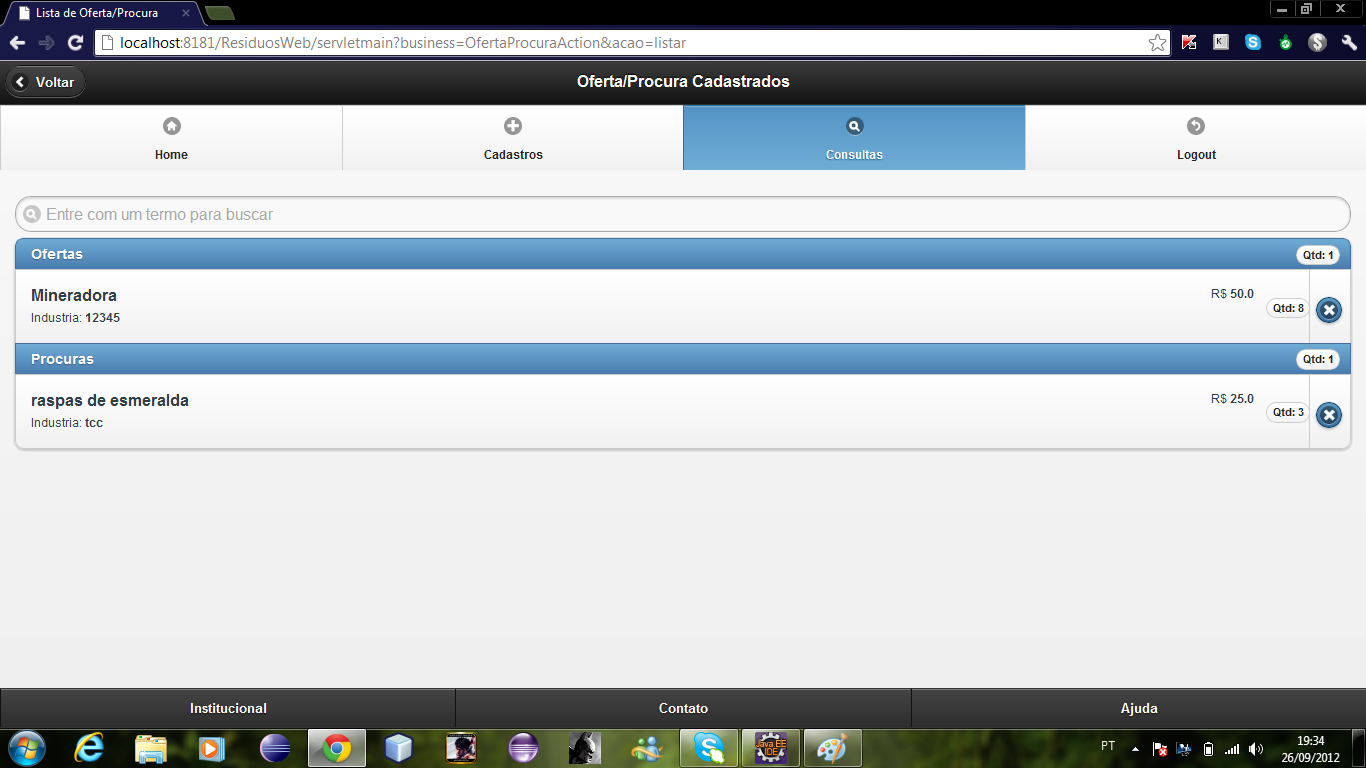 Lista de Oferta/Procura
localhost:8181/ResiduosWeb/servletmain?business=OfertaProcuraAction&acao=listar
Voltar
Oferta/Procura Cadastrados
Home
Cadastros
Consultas
Logout
Entre com um termo para buscar
Ofertas
Qtd: 1
Mineradora
R$ 50.0
Qtd: 8
Industria: 12345
Procuras
Qtd: 1
raspas de esmeralda
R$ 25.0
Qtd: 3
Industria: tcc
Institucional
Contato
Ajuda
Java EE
IDE
PT
19:34
26/09/2012